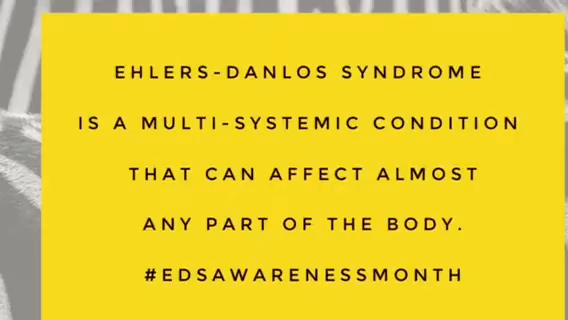 EHLERS-DANLOS SYNDROME
IS A MULTI-SYSTEMIC CONDITION
THAT CAN AFFECT ALMOST
ANY PART OF THE BODY.
#EDSAWARENESSMONTH